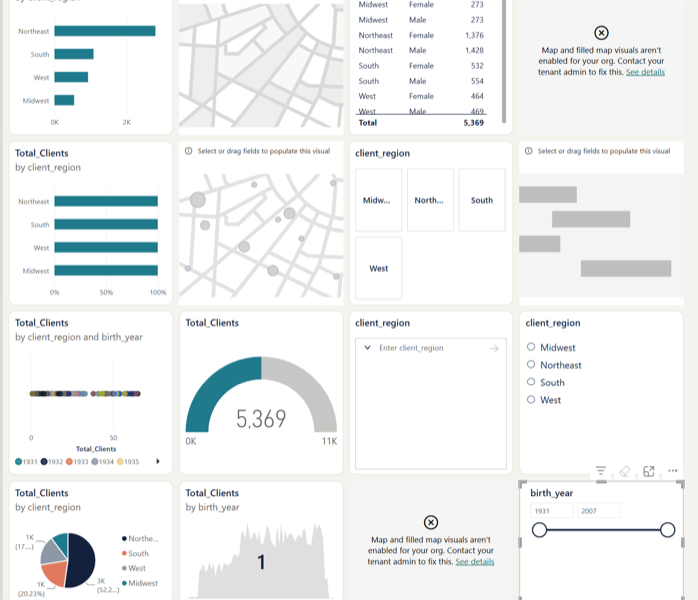 Northeast
South
West
Midwest
0K 2K
Midwest Female 273
Midwest Male 273
Northeast Female 1,376
Northeast Male 1,428
South Female 532
South Male 554
West Female 464
West Male 469
Total 5,369
Map and filled map visuals aren't
enabled for your org. Contact your
tenant admin to fix this. See details
Total_Clients
by client_region
Northeast
South
West
Midwest
0% 50% 100%
Select or drag fields to populate this visual
client_region
Midw...
North...
South
West
Select or drag fields to populate this visual
Total_Clients
by client_region and birth_year
0 50
Total_Clients
1931 1932 1933 1934 1935
Total_Clients
5,369
0K 11K
client_region
Enter client_region
client_region
Midwest
Northeast
South
West
Total_Clients
by client_region
1K
(17...)
1K
(20.23%)
3K
(52.2...)
Northe...
South
West
Midwest
Total_Clients
by birth_year
1
Map and filled map visuals aren't
enabled for your org. Contact your
tenant admin to fix this. See details
birth_year
1931 2007